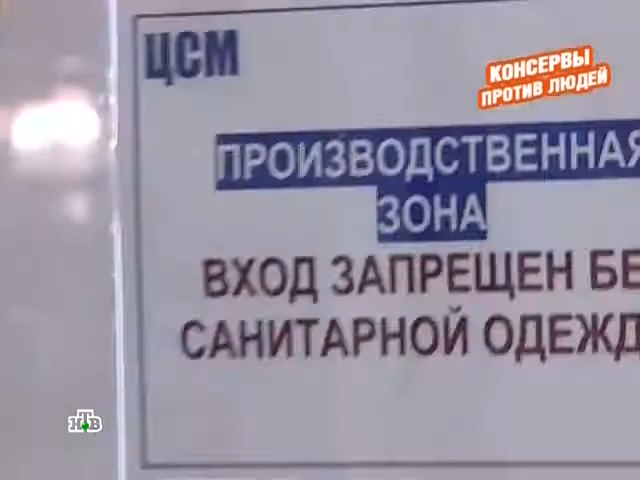 ЦСМ
КОНСЕРВЫ
ПРОТИВ ЛЮДЕЙ
ПРОИЗВОДСТВЕННАЯ
ЗОНА
ВХОД ЗАПРЕЩЕН БЕ
САНИТАРНОЙ ОДЕЖД
НТВ